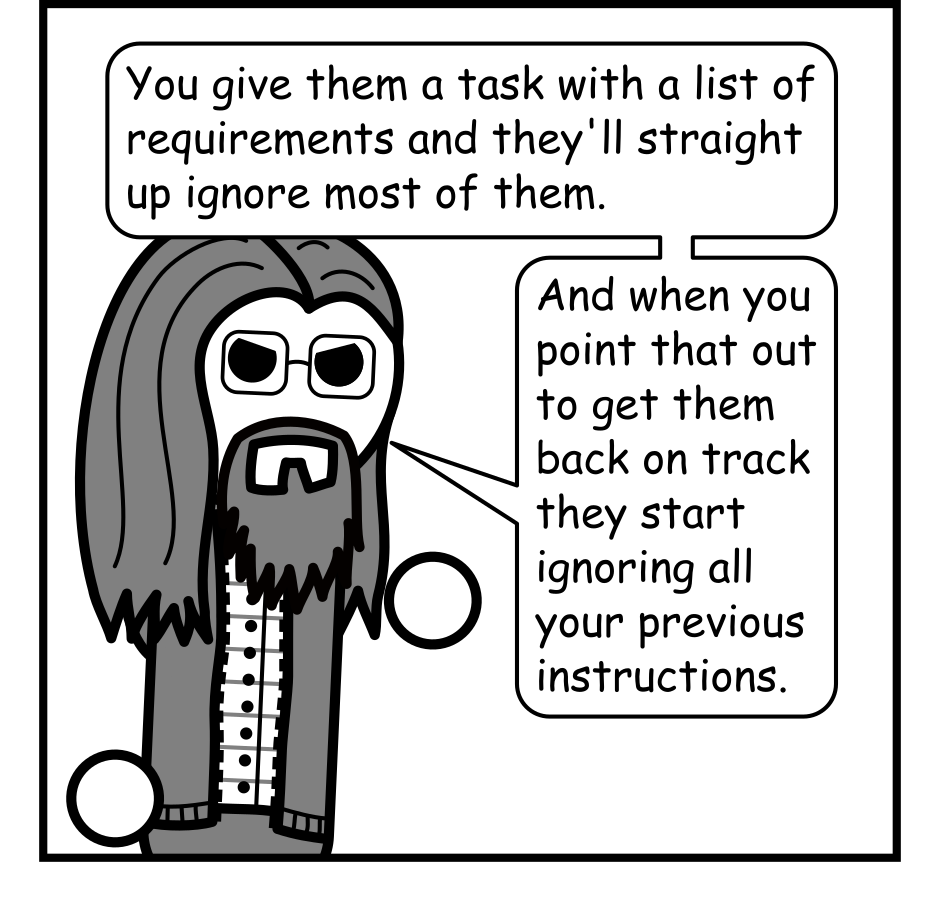 You give them a task with a list of
requirements and they'll straight
up ignore most of them.
And when you
point that out
to get them
back on track
they start
ignoring all
your previous
instructions.